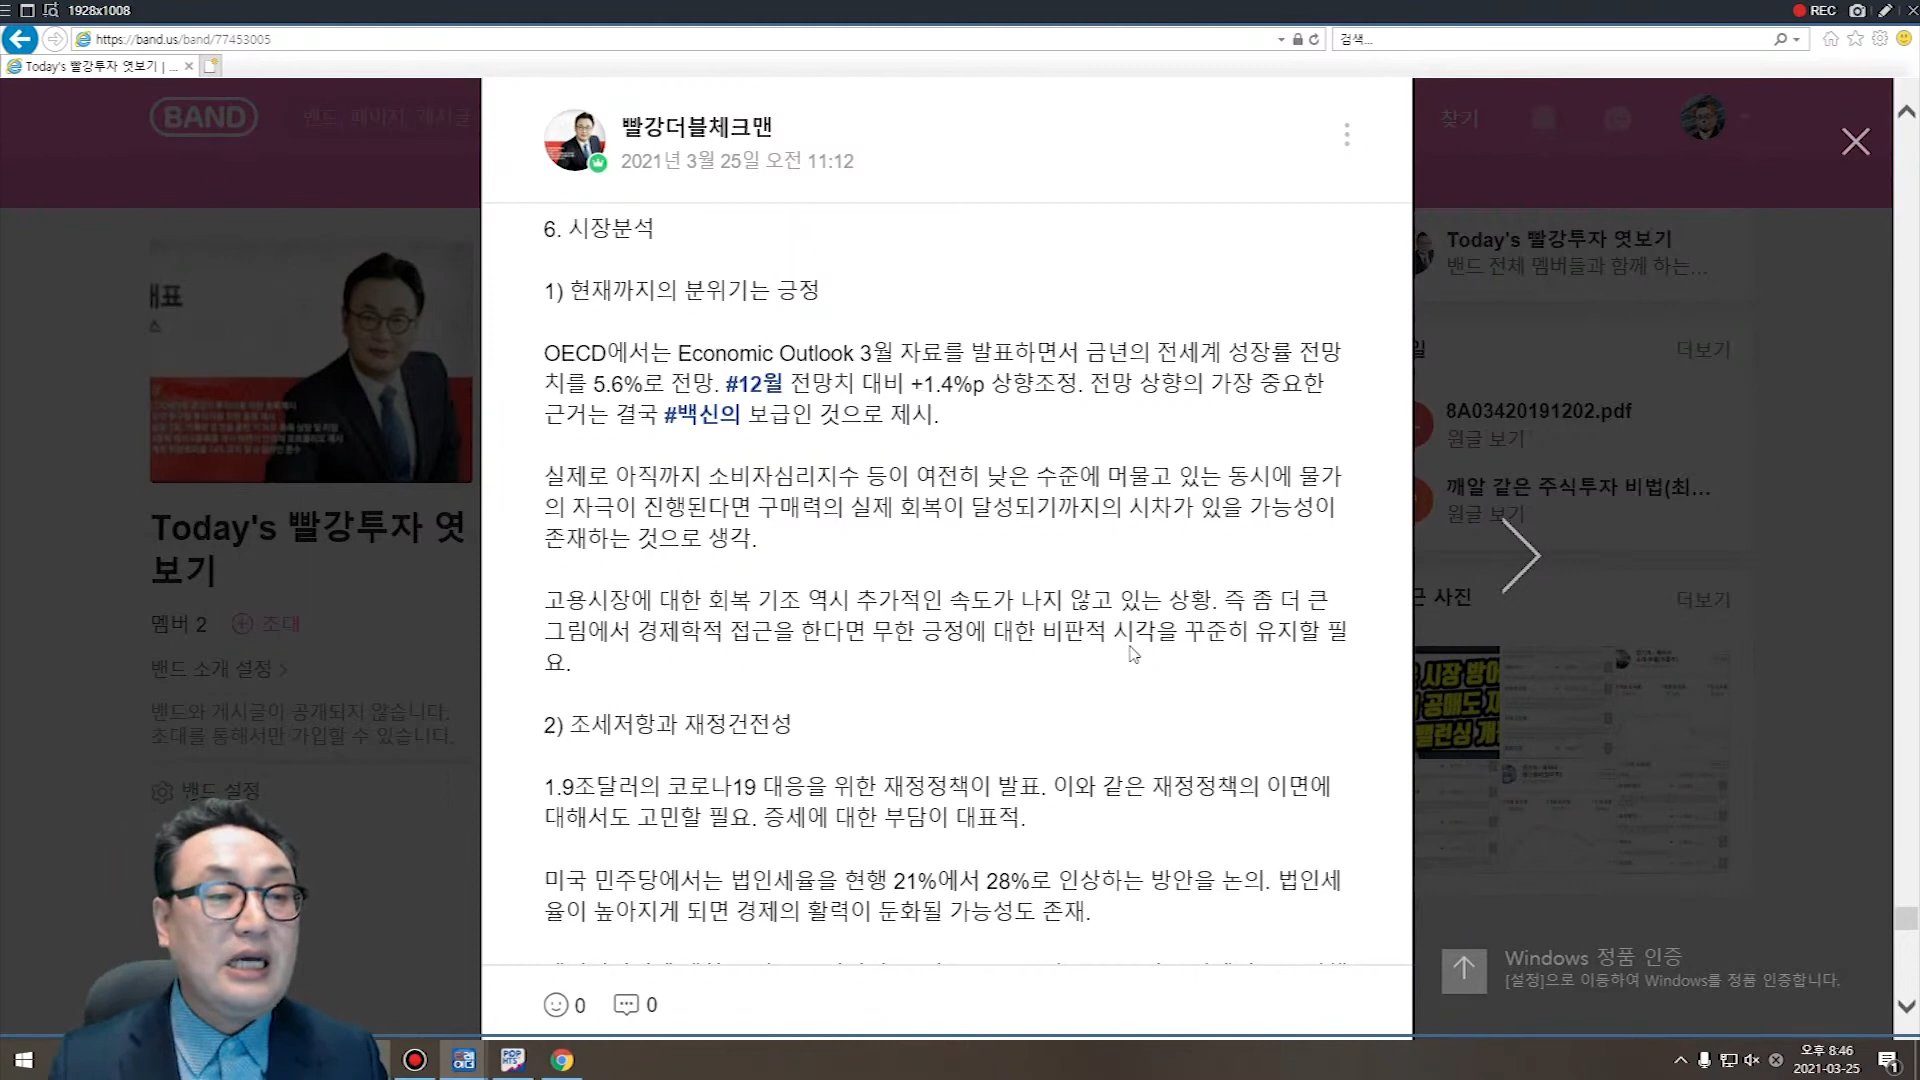 1928x1008
REC
https://band.us/band/77453005
검색...
Today's 빨강투자 엿보기 | ...
BAND
밴드, 페이지, 게시글
찾기
빨강더블체크맨
2021년 3월 25일 오전 11:12
6. 시장분석
1) 현재까지의 분위기는 긍정
OECD에서는 Economic Outlook 3월 자료를 발표하면서 금년의 전세계 성장률 전망
치를 5.6%로 전망. #12월 전망치 대비 +1.4%p 상향조정. 전망 상향의 가장 중요한
근거는 결국 #백신의 보급인 것으로 제시.
실제로 아직까지 소비자심리지수 등이 여전히 낮은 수준에 머물고 있는 동시에 물가
의 자극이 진행된다면 구매력의 실제 회복이 달성되기까지의 시차가 있을 가능성이
존재하는 것으로 생각.
고용시장에 대한 회복 기조 역시 추가적인 속도가 나지 않고 있는 상황. 즉 좀 더 큰
그림에서 경제학적 접근을 한다면 무한 긍정에 대한 비판적 시각을 꾸준히 유지할 필
요.
2) 조세저항과 재정건전성
1.9조달러의 코로나19 대응을 위한 재정정책이 발표. 이와 같은 재정정책의 이면에
대해서도 고민할 필요. 증세에 대한 부담이 대표적.
미국 민주당에서는 법인세율을 현행 21%에서 28%로 인상하는 방안을 논의. 법인세
율이 높아지게 되면 경제의 활력이 둔화될 가능성도 존재.
0
0
Today's 빨강투자 엿
보기
멤버 2
초대
밴드 소개 설정 >
밴드와 게시글이 공개되지 않습니다.
초대를 통해서만 가입할 수 있습니다.
밴드 설정
Today's 빨강투자 엿보기
밴드 전체 멤버들과 함께 하는...
더보기
8A03420191202.pdf
원글 보기
깨알 같은 주식투자 비법(최...
원글 보기
사진
더보기
Windows 정품 인증
[설정]으로 이동하여 Windows를 정품 인증합니다.
POP
HTS
오후 8:46
2021-03-25
1